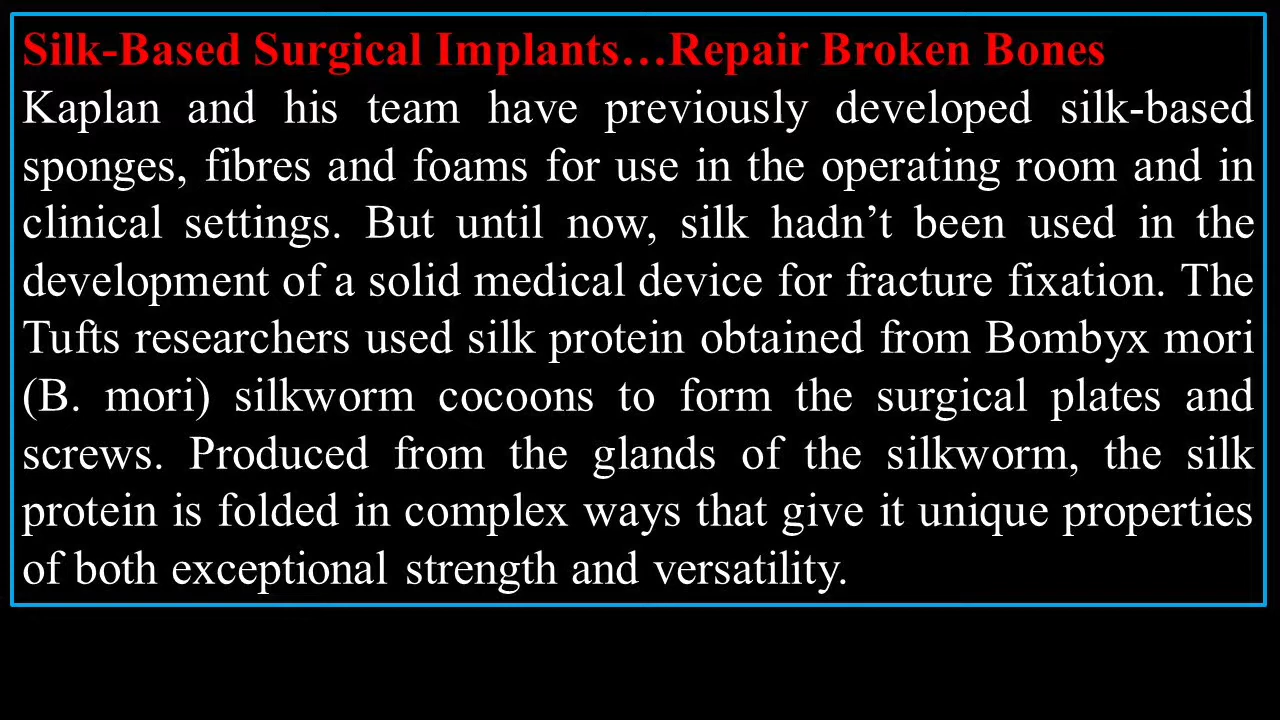 Silk-Based Surgical Implants…Repair Broken Bones
Kaplan and his team have previously developed silk-based
sponges, fibres and foams for use in the operating room and in
clinical settings. But until now, silk hadn’t been used in the
development of a solid medical device for fracture fixation. The
Tufts researchers used silk protein obtained from Bombyx mori
(B. mori) silkworm cocoons to form the surgical plates and
screws. Produced from the glands of the silkworm, the silk
protein is folded in complex ways that give it unique properties
of both exceptional strength and versatility.